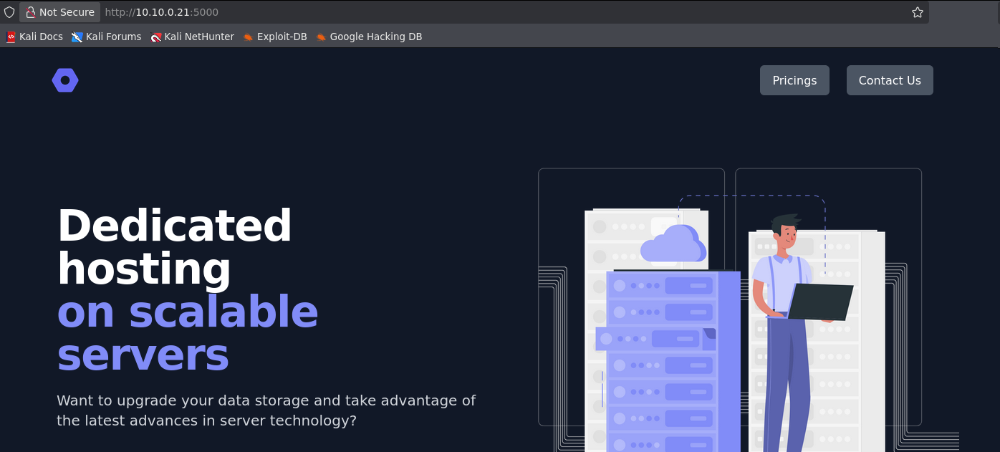 Not Secure http://10.10.0.21:5000
Kali Docs Kali Forums Kali NetHunter Exploit-DB Google Hacking DB
Pricings Contact Us
Dedicated
hosting
on scalable
servers
Want to upgrade your data storage and take advantage of
the latest advances in server technology?